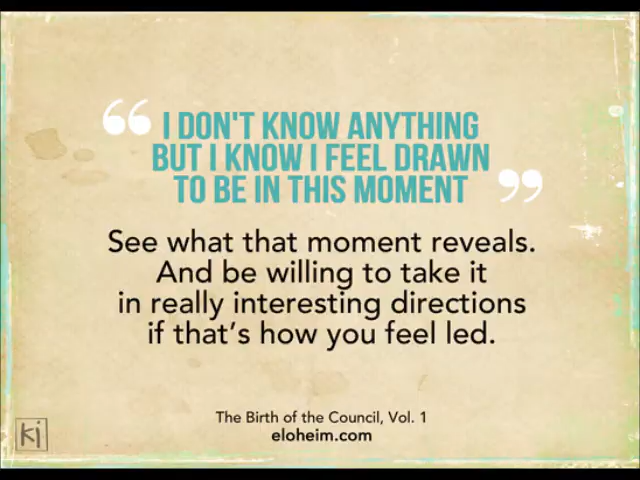 “ I DON'T KNOW ANYTHING
BUT I KNOW I FEEL DRAWN
TO BE IN THIS MOMENT ”
See what that moment reveals.
And be willing to take it
in really interesting directions
if that’s how you feel led.
The Birth of the Council, Vol. 1
eloheim.com
ki